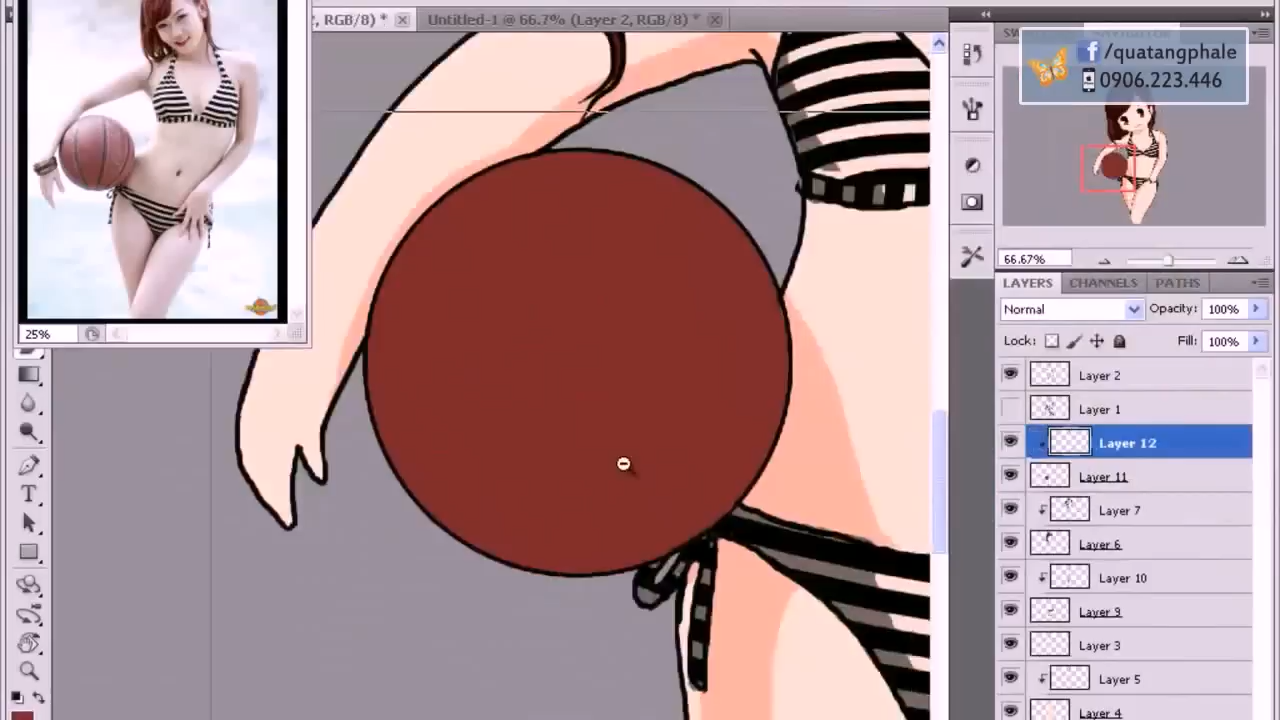 2, RGB/8) *
Untitled-1 @ 66.7% (Layer 2, RGB/8) *
/quatangphale
0906.223.446
25%
66.67%
LAYERS
CHANNELS
PATHS
Normal
Opacity: 100%
Lock:
Fill: 100%
Layer 2
Layer 1
Layer 12
Layer 11
Layer 7
Layer 6
Layer 10
Layer 9
Layer 3
Layer 5
Layer 4